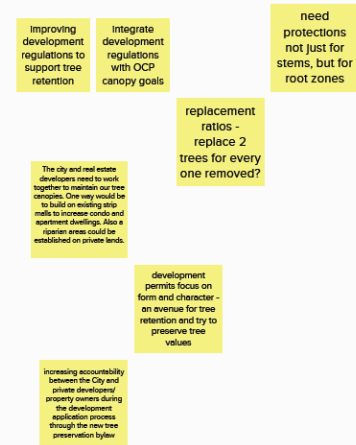 improving
development
regulations to
support tree
retention
integrate
development
regulations
with OCP
canopy goals
need
protections
not just for
stems, but for
root zones
replacement
ratios -
replace 2
trees for every
one removed?
The city and real estate
developers need to work
together to maintain our tree
canopies. One way would be
to build on existing strip
malls to increase condo and
apartment dwellings. Also a
riparian areas could be
established on private lands.
development
permits focus on
form and character -
an avenue for tree
retention and try to
preserve tree
values
increasing accountability
between the City and
private developers/
property owners during
the development
application process
through the new tree
preservation bylaw